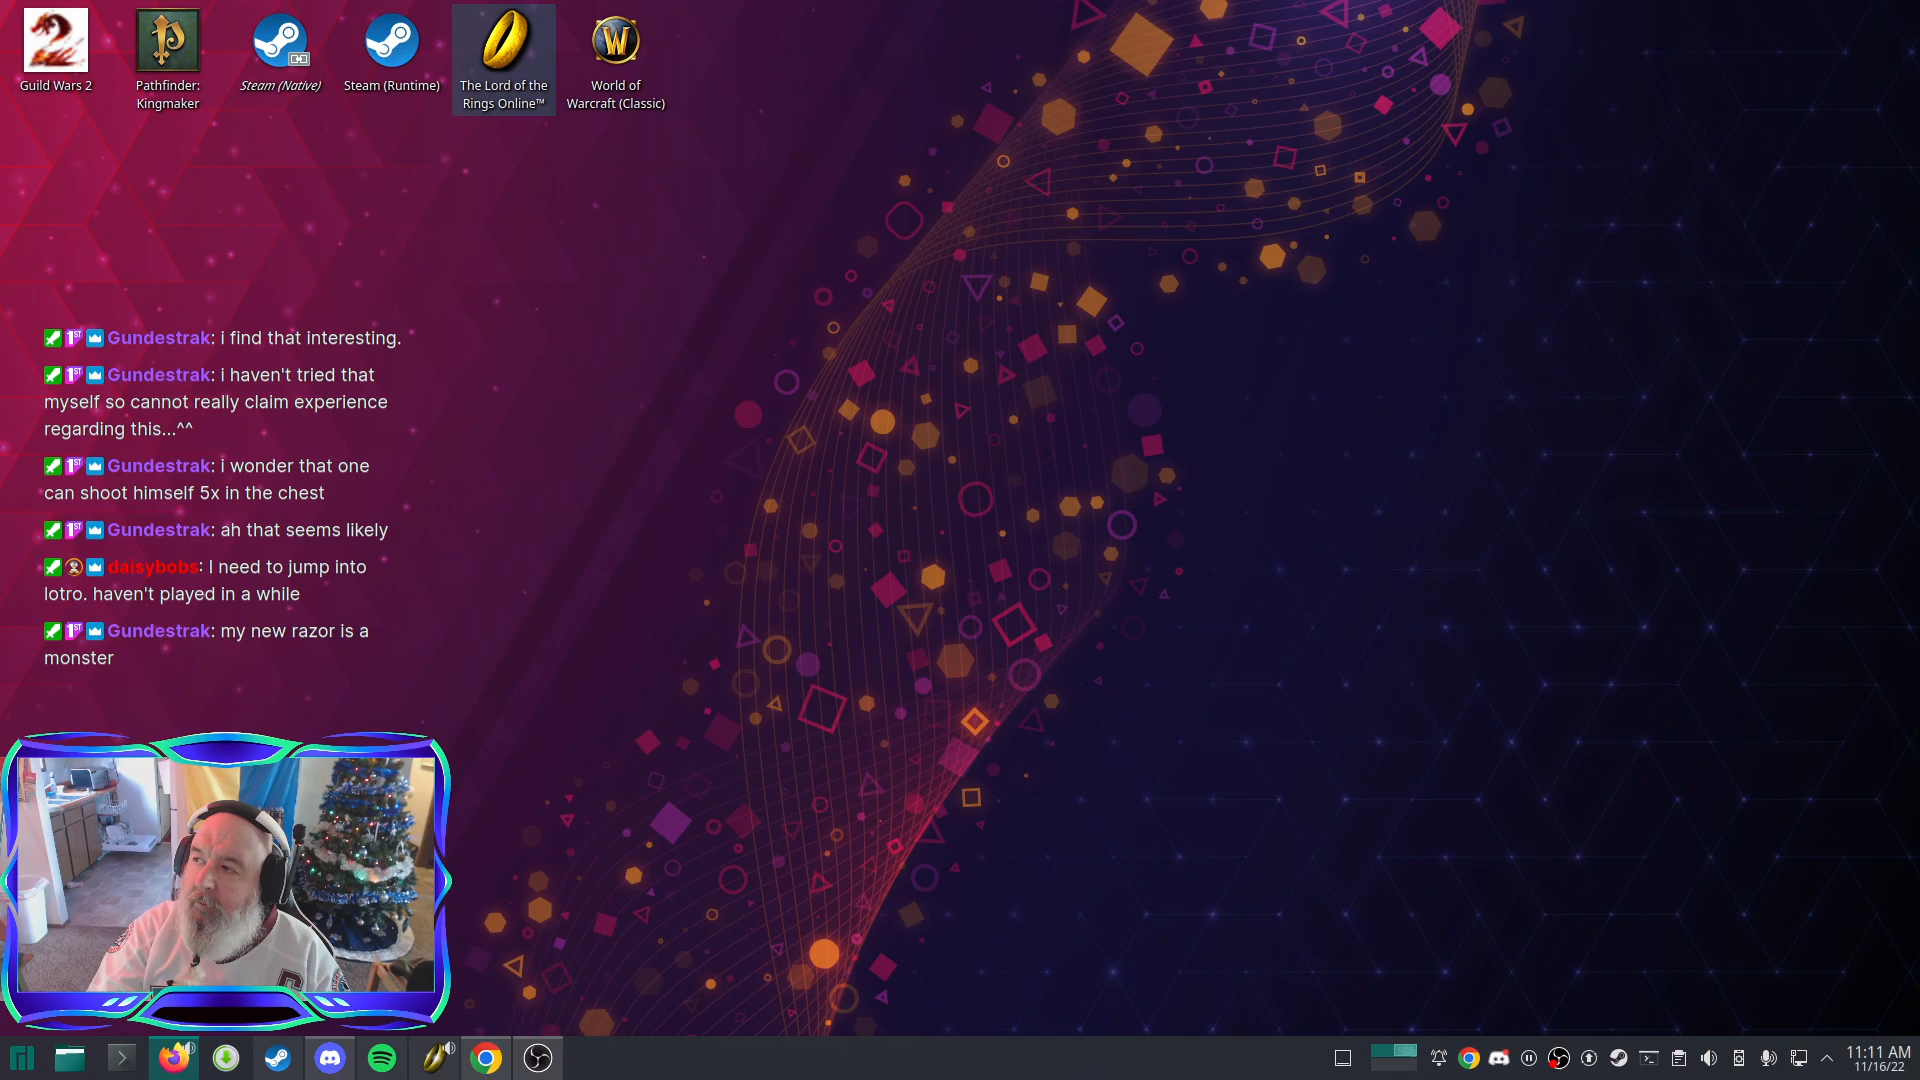 Guild Wars 2
Pathfinder:
Kingmaker
Steam (Native)
Steam (Runtime)
The Lord of the
Rings Online™
World of
Warcraft (Classic)
Gundestrak: i find that interesting.
Gundestrak: i haven't tried that
myself so cannot really claim experience
regarding this...^^
Gundestrak: i wonder that one
can shoot himself 5x in the chest
Gundestrak: ah that seems likely
daisybobs: I need to jump into
lotro. haven't played in a while
Gundestrak: my new razor is a
monster
11:11 AM
11/16/22